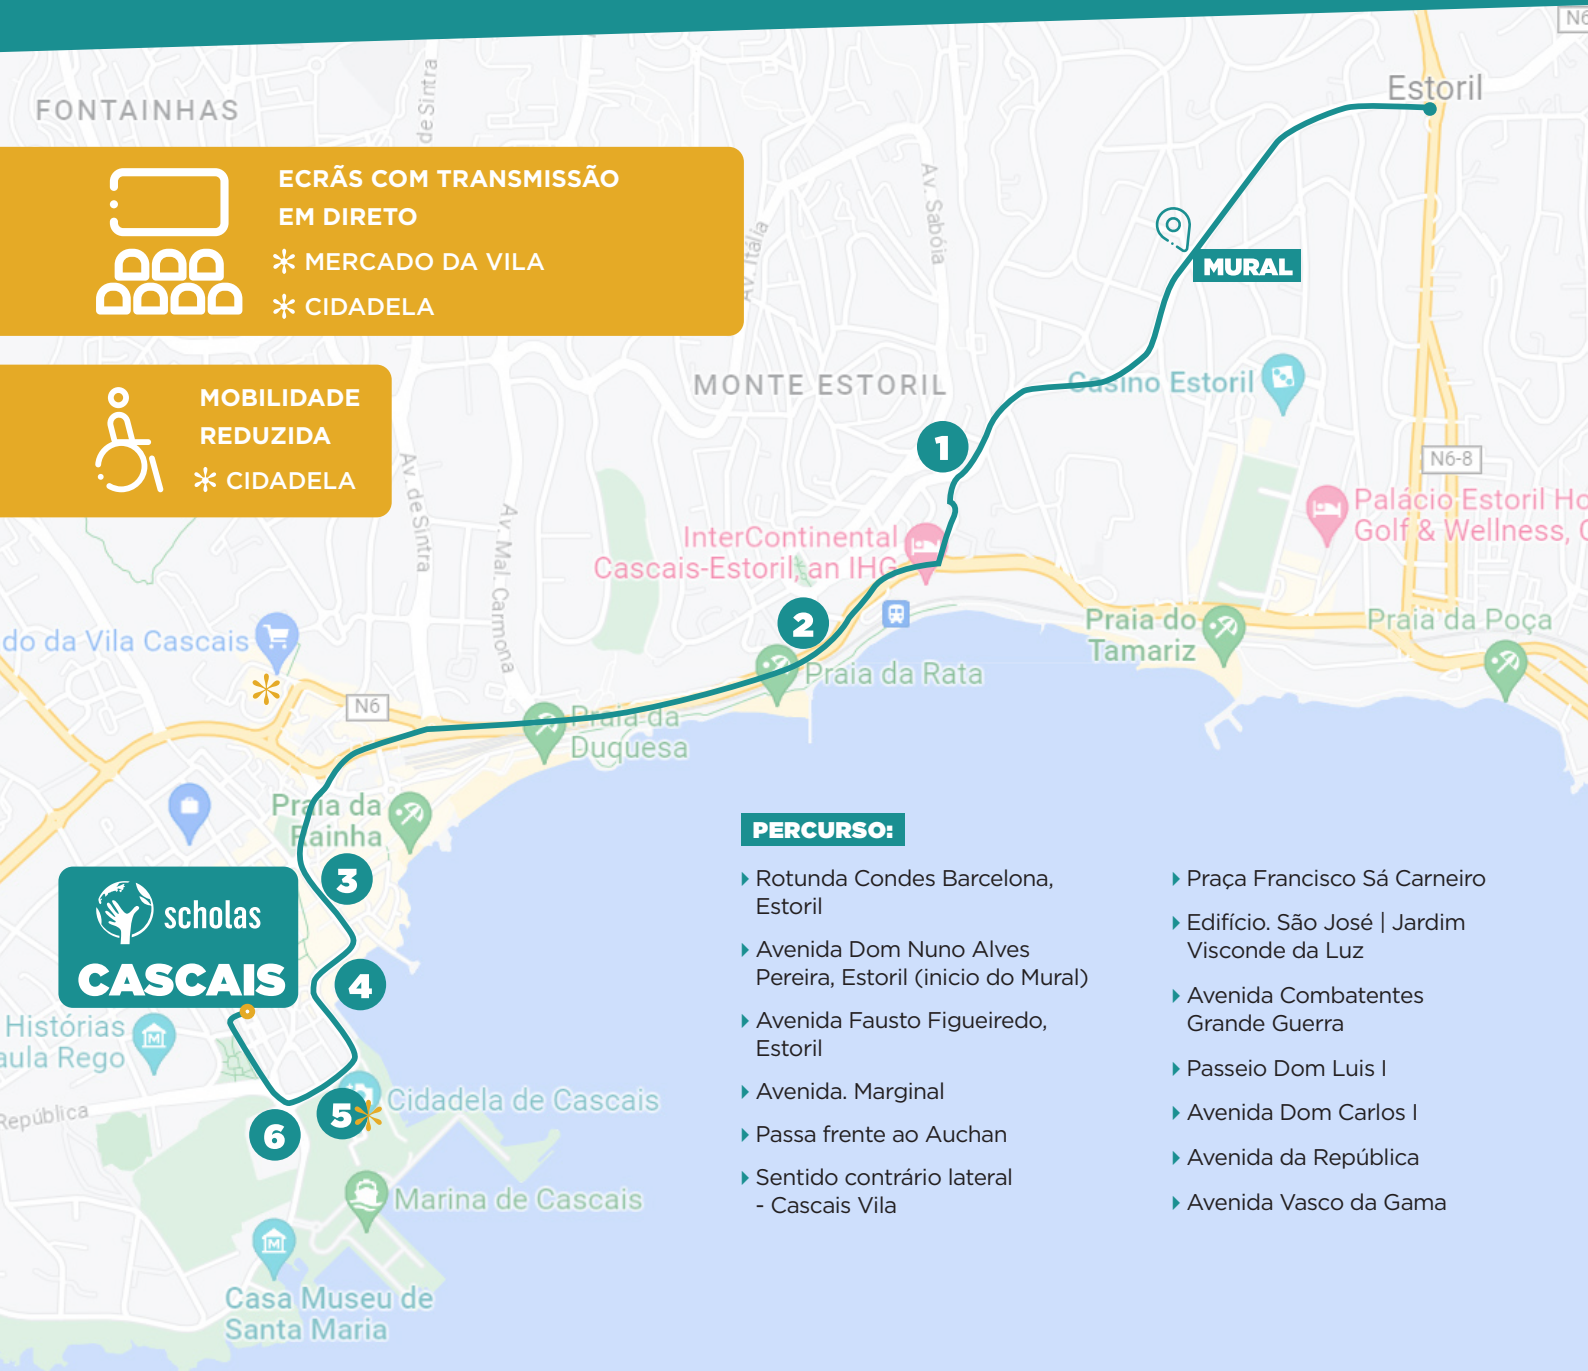 N6
Estoril
FONTAINHAS
de Sintra
ECRÃS COM TRANSMISSÃO
EM DIRETO
MERCADO DA VILA
CIDADELA
Av. Itália
Av. Sabóia
MURAL
MOBILIDADE
REDUZIDA
CIDADELA
MONTE ESTORIL
Casino Estoril
1
N6-8
Av. de Sintra
Av. Mal. Carmona
InterContinental
Cascais-Estoril, an IHG
Palácio Estoril Ho
Golf & Wellness,
2
do da Vila Cascais
Praia do
Tamariz
Praia da Poça
Praia da Rata
N6
Praia da
Duquesa
Praia da
Rainha
3
scholas
CASCAIS
4
Histórias
aula Rego
República
5
6
Cidadela de Cascais
Marina de Cascais
Casa Museu de
Santa Maria
PERCURSO:
Rotunda Condes Barcelona,
Estoril
Avenida Dom Nuno Alves
Pereira, Estoril (inicio do Mural)
Avenida Fausto Figueiredo,
Estoril
Avenida. Marginal
Passa frente ao Auchan
Sentido contrário lateral
- Cascais Vila
Praça Francisco Sá Carneiro
Edifício. São José | Jardim
Visconde da Luz
Avenida Combatentes
Grande Guerra
Passeio Dom Luis I
Avenida Dom Carlos I
Avenida da República
Avenida Vasco da Gama